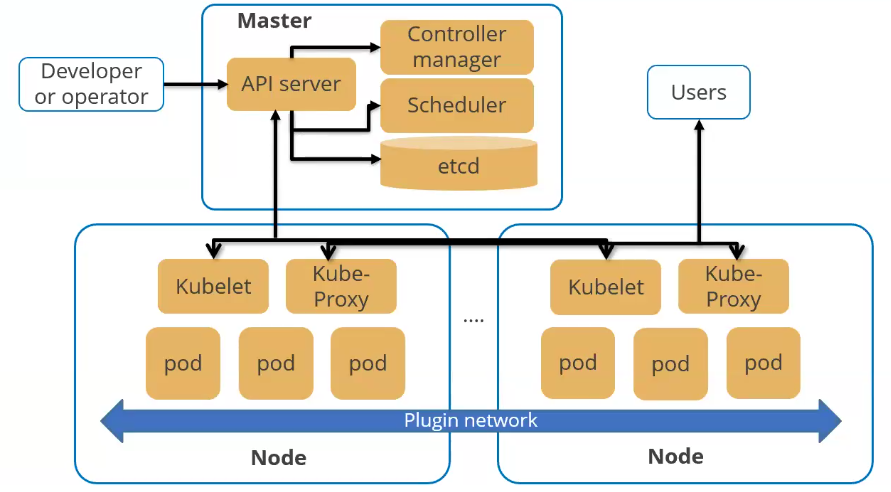 Master
Controller
manager
Developer
or operator
API server
Scheduler
Users
etcd
Kubelet
Kube-
Proxy
Kubelet
Kube-
Proxy
....
pod
pod
pod
pod
pod
pod
Plugin network
Node
Node